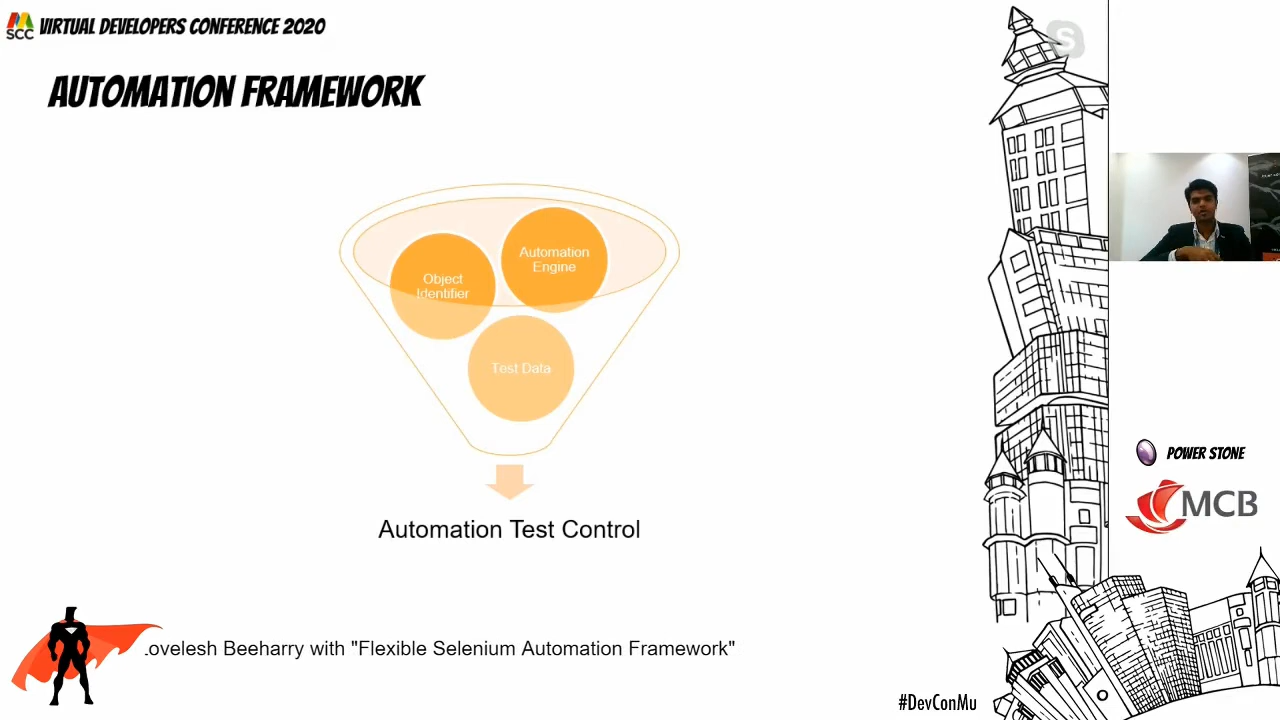 SCC
VIRTUAL DEVELOPERS CONFERENCE 2020
AUTOMATION FRAMEWORK
S
Automation
Engine
Object
Identifier
Test Data
Automation Test Control
POWER STONE
MCB
ovelesh Beeharry with "Flexible Selenium Automation Framework"
#DevConMu